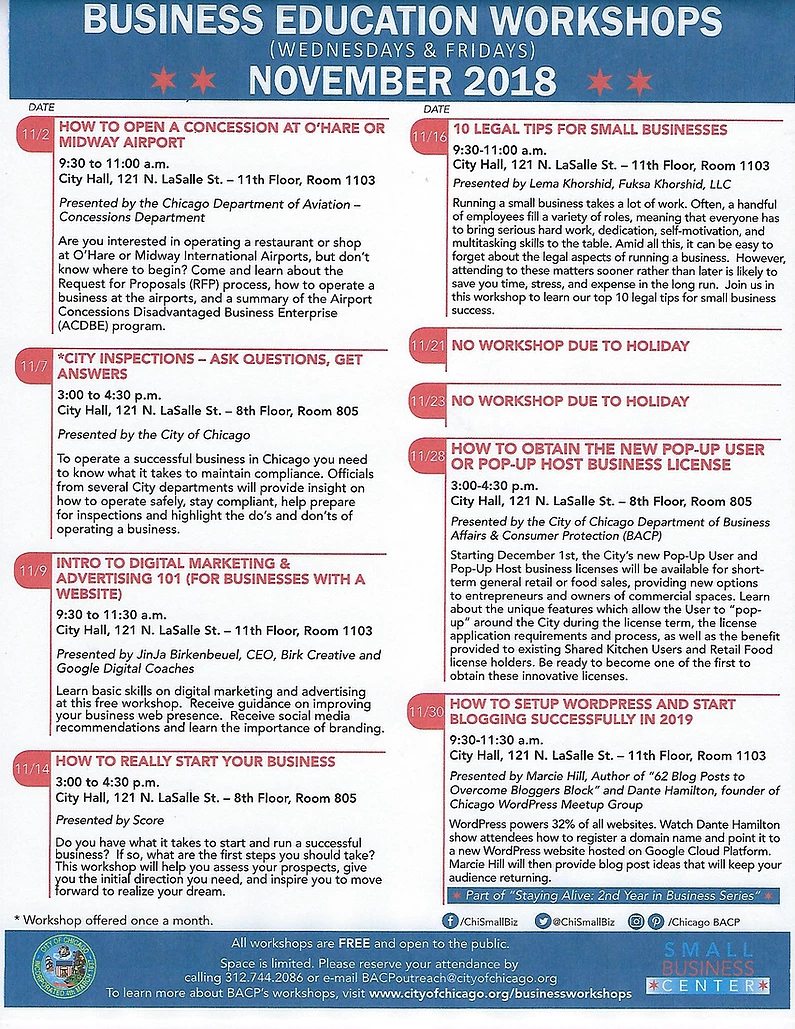 BUSINESS EDUCATION WORKSHOPS
(WEDNESDAYS & FRIDAYS)
NOVEMBER 2018
DATE
11/2
HOW TO OPEN A CONCESSION AT O'HARE OR
MIDWAY AIRPORT
9:30 to 11:00 a.m.
City Hall, 121 N. LaSalle St. – 11th Floor, Room 1103
Presented by the Chicago Department of Aviation –
Concessions Department
Are you interested in operating a restaurant or shop
at O'Hare or Midway International Airports, but don't
know where to begin? Come and learn about the
Request for Proposals (RFP) process, how to operate a
business at the airports, and a summary of the Airport
Concessions Disadvantaged Business Enterprise
(ACDBE) program.
11/7
*CITY INSPECTIONS – ASK QUESTIONS, GET
ANSWERS
3:00 to 4:30 p.m.
City Hall, 121 N. LaSalle St. – 8th Floor, Room 805
Presented by the City of Chicago
To operate a successful business in Chicago you need
to know what it takes to maintain compliance. Officials
from several City departments will provide insight on
how to operate safely, stay compliant, help prepare
for inspections and highlight the do's and don'ts of
operating a business.
11/9
INTRO TO DIGITAL MARKETING &
ADVERTISING 101 (FOR BUSINESSES WITH A
WEBSITE)
9:30 to 11:30 a.m.
City Hall, 121 N. LaSalle St. – 11th Floor, Room 1103
Presented by JinJa Birkenbeuel, CEO, Birk Creative and
Google Digital Coaches
Learn basic skills on digital marketing and advertising
at this free workshop. Receive guidance on improving
your business web presence. Receive social media
recommendations and learn the importance of branding.
11/14
HOW TO REALLY START YOUR BUSINESS
3:00 to 4:30 p.m.
City Hall, 121 N. LaSalle St. – 8th Floor, Room 805
Presented by Score
Do you have what it takes to start and run a successful
business? If so, what are the first steps you should take?
This workshop will help you assess your prospects, give
you the initial direction you need, and inspire you to move
forward to realize your dream.
* Workshop offered once a month.
DATE
11/16
10 LEGAL TIPS FOR SMALL BUSINESSES
9:30-11:00 a.m.
City Hall, 121 N. LaSalle St. – 11th Floor, Room 1103
Presented by Lema Khorshid, Fuksa Khorshid, LLC
Running a small business takes a lot of work. Often, a handful
of employees fill a variety of roles, meaning that everyone has
to bring serious hard work, dedication, self-motivation, and
multitasking skills to the table. Amid all this, it can be easy to
forget about the legal aspects of running a business. However,
attending to these matters sooner rather than later is likely to
save you time, stress, and expense in the long run. Join us in
this workshop to learn our top 10 legal tips for small business
success.
11/21
NO WORKSHOP DUE TO HOLIDAY
11/23
NO WORKSHOP DUE TO HOLIDAY
11/28
HOW TO OBTAIN THE NEW POP-UP USER
OR POP-UP HOST BUSINESS LICENSE
3:00-4:30 p.m.
City Hall, 121 N. LaSalle St. – 8th Floor, Room 805
Presented by the City of Chicago Department of Business
Affairs & Consumer Protection (BACP)
Starting December 1st, the City's new Pop-Up User and
Pop-Up Host business licenses will be available for short-
term general retail or food sales, providing new options
to entrepreneurs and owners of commercial spaces. Learn
about the unique features which allow the User to "pop-
up" around the City during the license term, the license
application requirements and process, as well as the benefit
provided to existing Shared Kitchen Users and Retail Food
license holders. Be ready to become one of the first to
obtain these innovative licenses.
11/30
HOW TO SETUP WORDPRESS AND START
BLOGGING SUCCESSFULLY IN 2019
9:30-11:30 a.m.
City Hall, 121 N. LaSalle St. – 11th Floor, Room 1103
Presented by Marcie Hill, Author of "62 Blog Posts to
Overcome Bloggers Block" and Dante Hamilton, founder of
Chicago WordPress Meetup Group
WordPress powers 32% of all websites. Watch Dante Hamilton
show attendees how to register a domain name and point it to
a new WordPress website hosted on Google Cloud Platform.
Marcie Hill will then provide blog post ideas that will keep your
audience returning.
Part of "Staying Alive: 2nd Year in Business Series"
/ChiSmallBiz @ChiSmallBiz /Chicago BACP
CITY OF CHICAGO
INCORPORATED 4th MARCH 1837
All workshops are FREE and open to the public.
Space is limited. Please reserve your attendance by
calling 312.744.2086 or e-mail BACPoutreach@cityofchicago.org
To learn more about BACP's workshops, visit www.cityofchicago.org/businessworkshops
SMALL
BUSINESS
CENTER